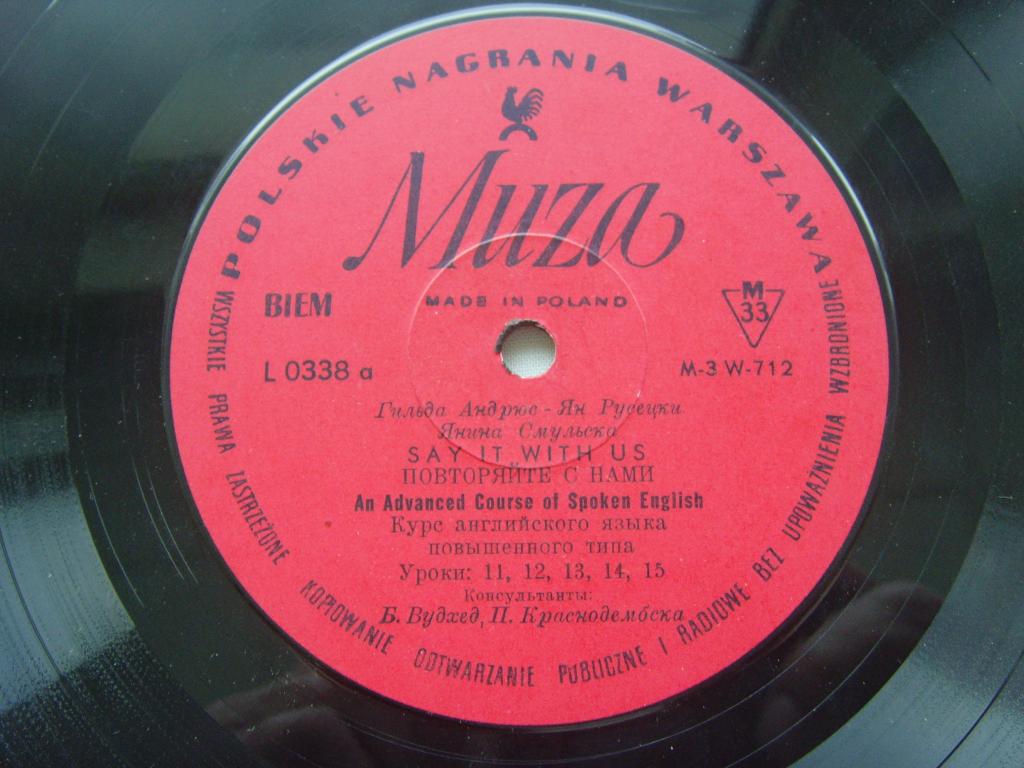 POLSKIE NAGRANIA WARSZAWA
Muza
MADE IN POLAND
BIEM
M
33
L 0338 a
M-3 W-712
Гильда Андрюс - Ян Русецки
Янина Смульска
SAY IT WITH US
ПОВТОРЯЙТЕ С НАМИ
An Advanced Course of Spoken English
Курс английского языка
повышенного типа
Уроки: 11, 12, 13, 14, 15
Консультанты:
Б. Вудхед, П. Краснодембска
WSZYSTKIE PRAWA ZASTRZEŻONE KOPIOWANIE ODTWARZANIE PUBLICZNE I RADIOWE BEZ UPOWAŻNIENIA WZBRONIONE